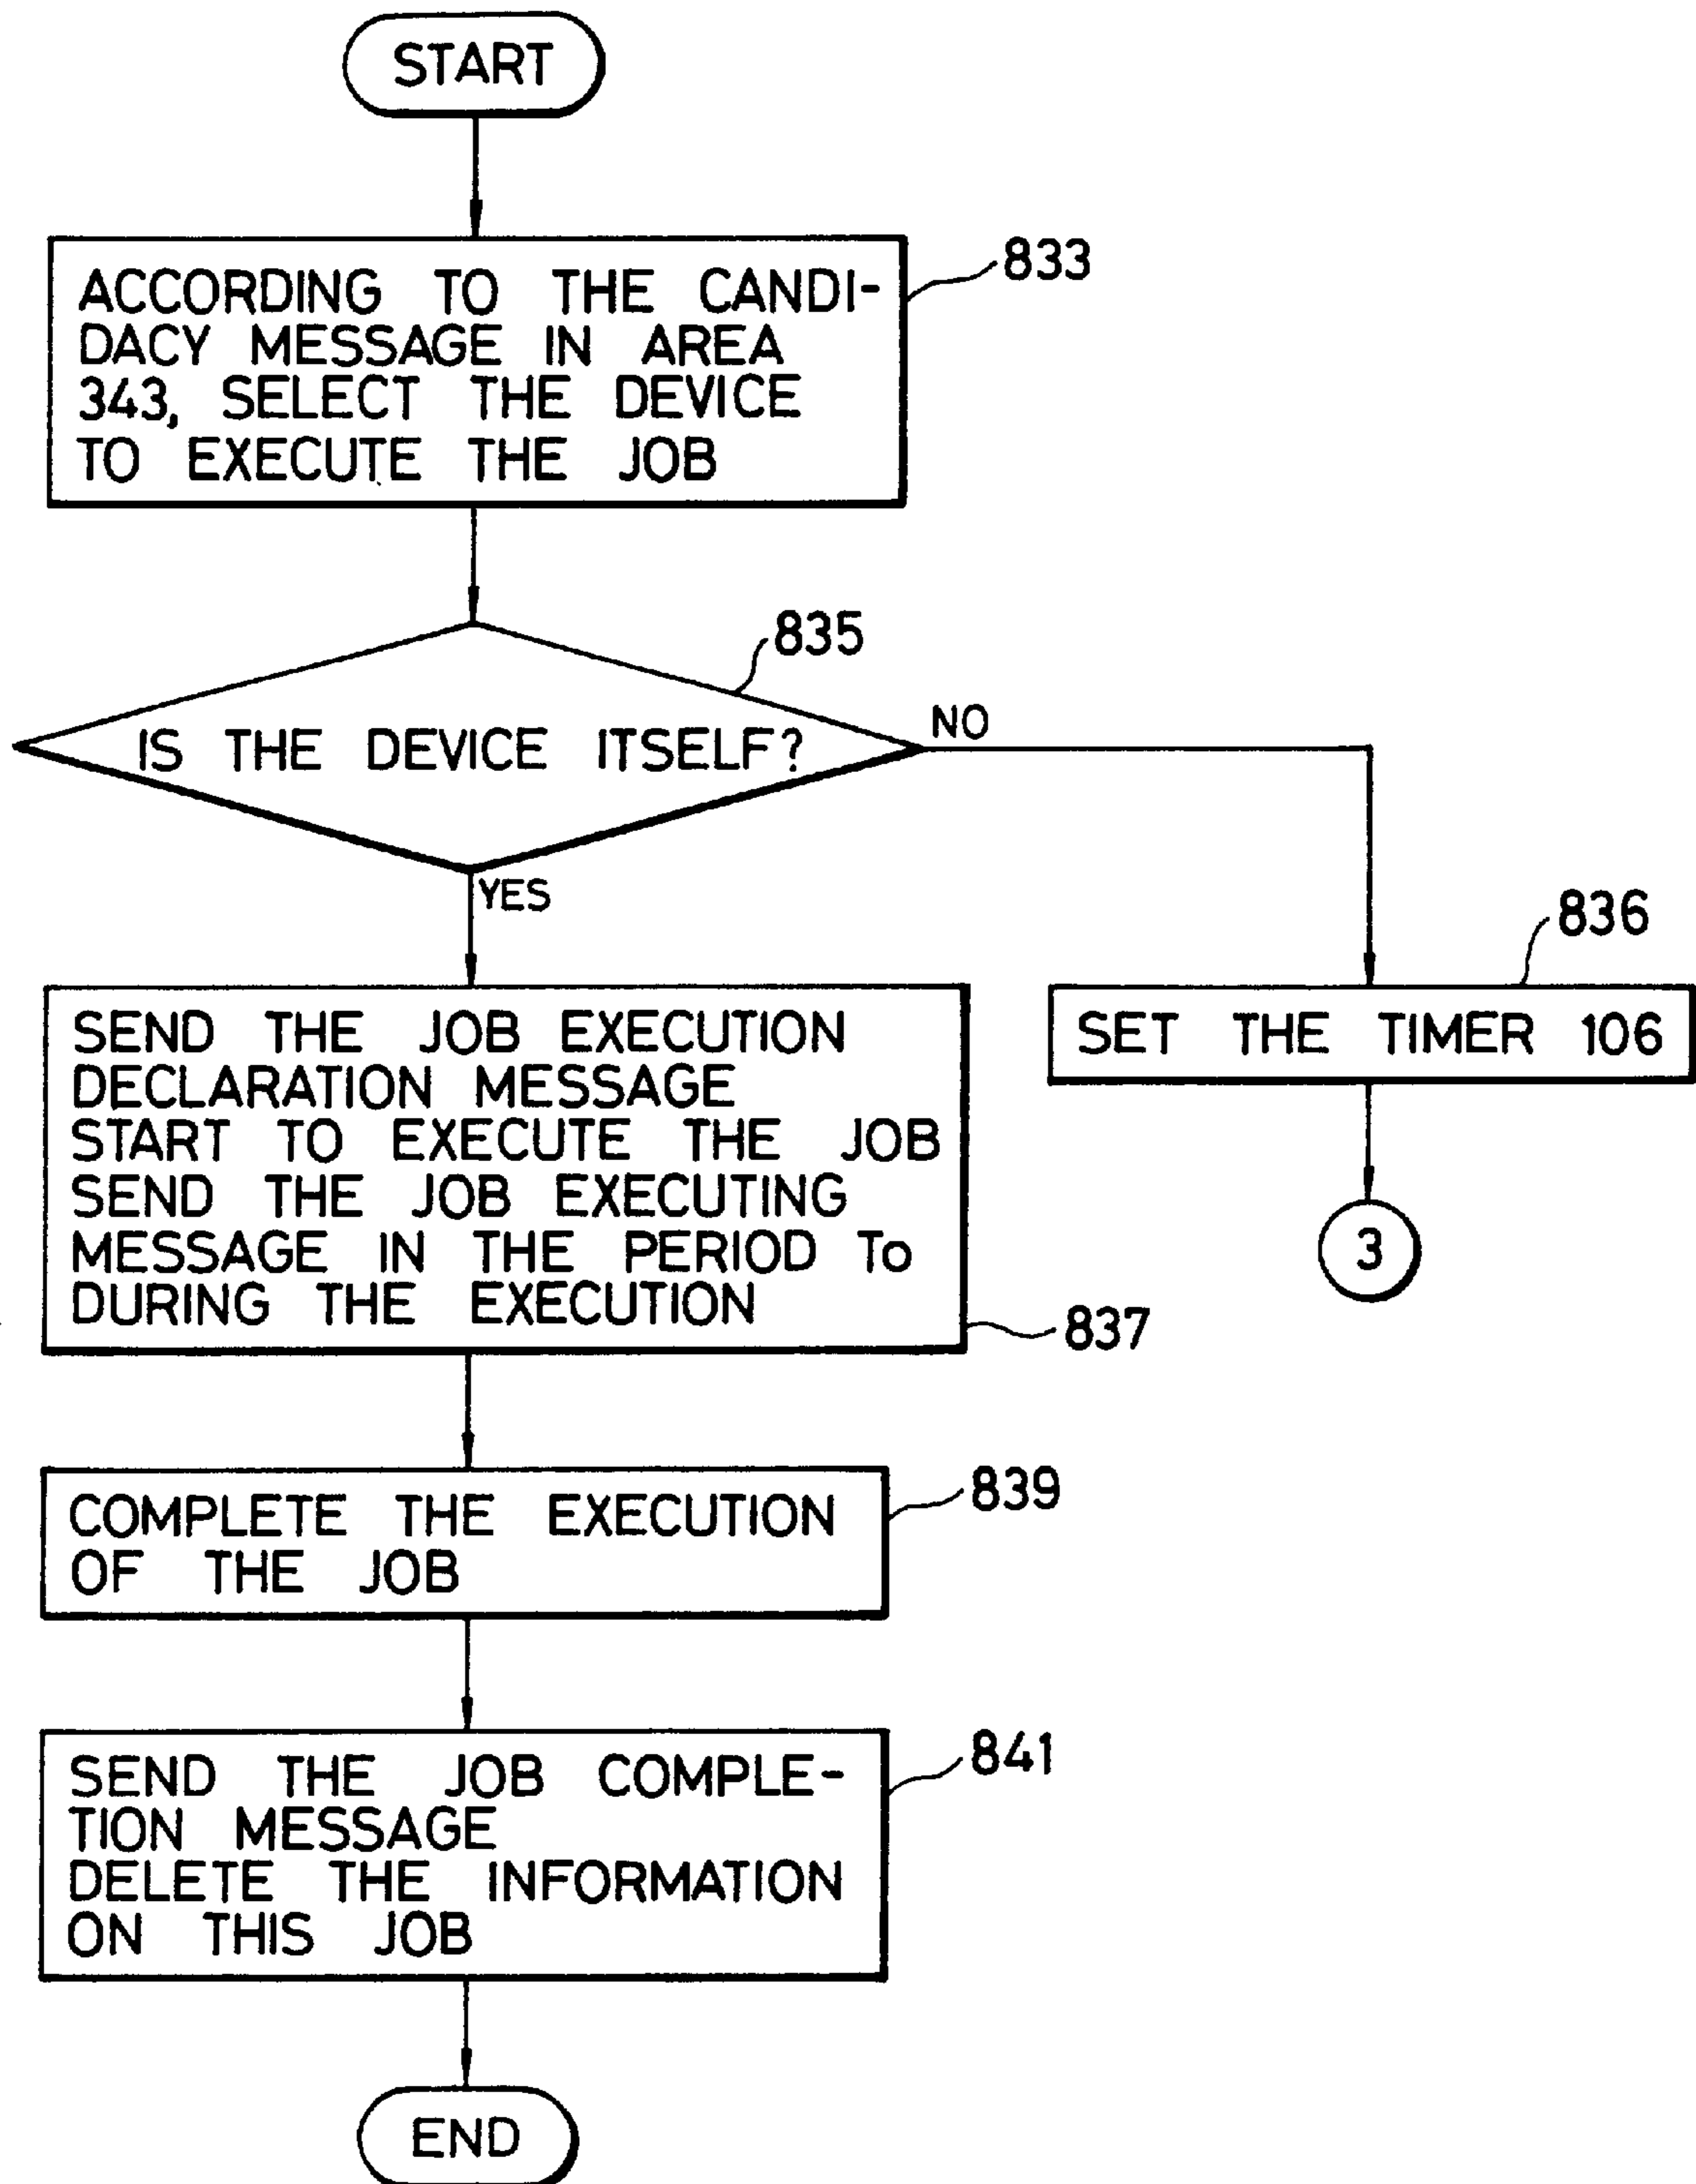 START
ACCORDING TO THE CANDI-
DACY MESSAGE IN AREA
343, SELECT THE DEVICE
TO EXECUTE THE JOB
833
IS THE DEVICE ITSELF?
835
NO
YES
836
SET THE TIMER 106
3
SEND THE JOB EXECUTION
DECLARATION MESSAGE
START TO EXECUTE THE JOB
SEND THE JOB EXECUTING
MESSAGE IN THE PERIOD To
DURING THE EXECUTION
837
COMPLETE THE EXECUTION
OF THE JOB
839
SEND THE JOB COMPLE-
TION MESSAGE
DELETE THE INFORMATION
ON THIS JOB
841
END